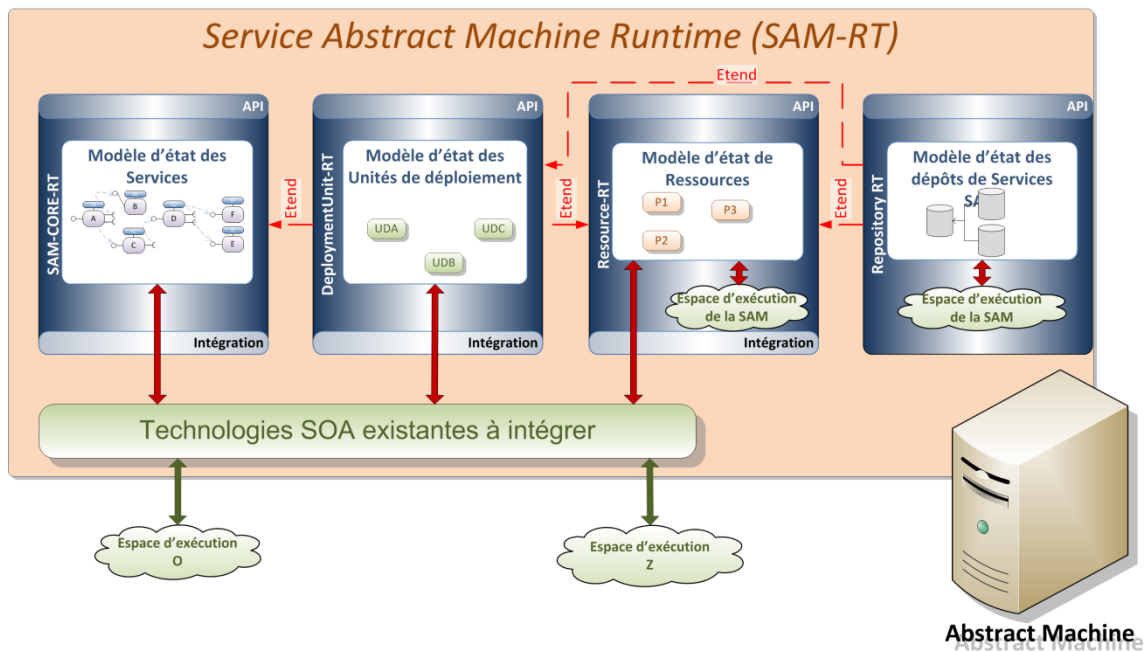 Service Abstract Machine Runtime (SAM-RT)
Etend
API
API
API
API
SAM-CORE-RT
Modèle d'état des
Services
A
B
C
D
F
E
Intégration
Etend
DeploymentUnit-RT
Modèle d'état des
Unités de déploiement
UDA
UDC
UDB
Intégration
Etend
Resource-RT
Modèle d'état de
Ressources
P1
P3
P2
Espace d'exécution
de la SAM
Intégration
Etend
Repository RT
Modèle d'état des
dépôts de Services
SA
Espace d'exécution
de la SAM
Technologies SOA existantes à intégrer
Espace d'exécution
O
Espace d'exécution
Z
Abstract Machine
Abstract Machine